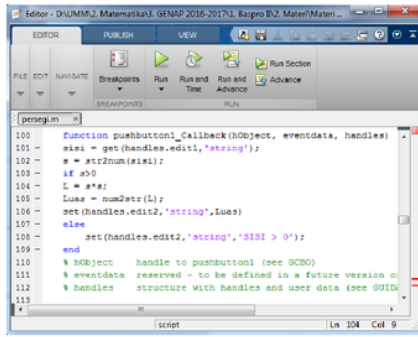 Editor - D:\UMM\2. Matematika\3. GENAP 2016-2017\1. Baspro II\2. Materi\Materi ...
EDITOR PUBLISH VIEW
FILE EDIT NAVIGATE Breakpoints Run Run and Time Run and Advance Run Section Advance
BREAKPOINTS RUN
persegi.m
100 function pushbutton1_Callback(hObject, eventdata, handles)
101 - sisi = get(handles.edit1,'string');
102 - s = str2num(sisi);
103 - if s>0
104 - L = s*s;
105 - Luas = num2str(L);
106 - set(handles.edit2,'string',Luas)
107 - else
108 - set(handles.edit2,'string','SISI > 0');
109 - end
110 % hObject handle to pushbutton1 (see GCBO)
111 % eventdata reserved - to be defined in a future version o
112 % handles structure with handles and user data (see GUIDA
113
script Ln 104 Col 9